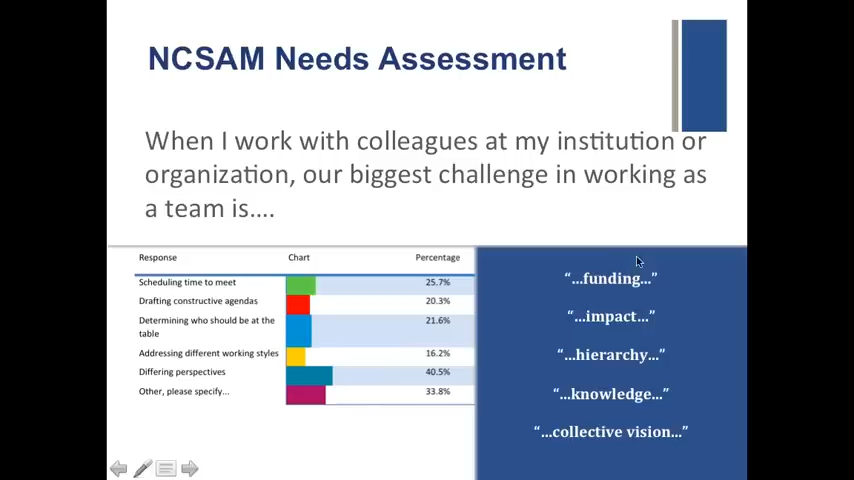 NCSAM Needs Assessment
When I work with colleagues at my institution or
organization, our biggest challenge in working as
a team is....
Response Chart Percentage
Scheduling time to meet 25.7%
Drafting constructive agendas 20.3%
Determining who should be at the
table 21.6%
Addressing different working styles 16.2%
Differing perspectives 40.5%
Other, please specify... 33.8%
“...funding...”
“...impact...”
“...hierarchy...”
“...knowledge...”
“...collective vision...”